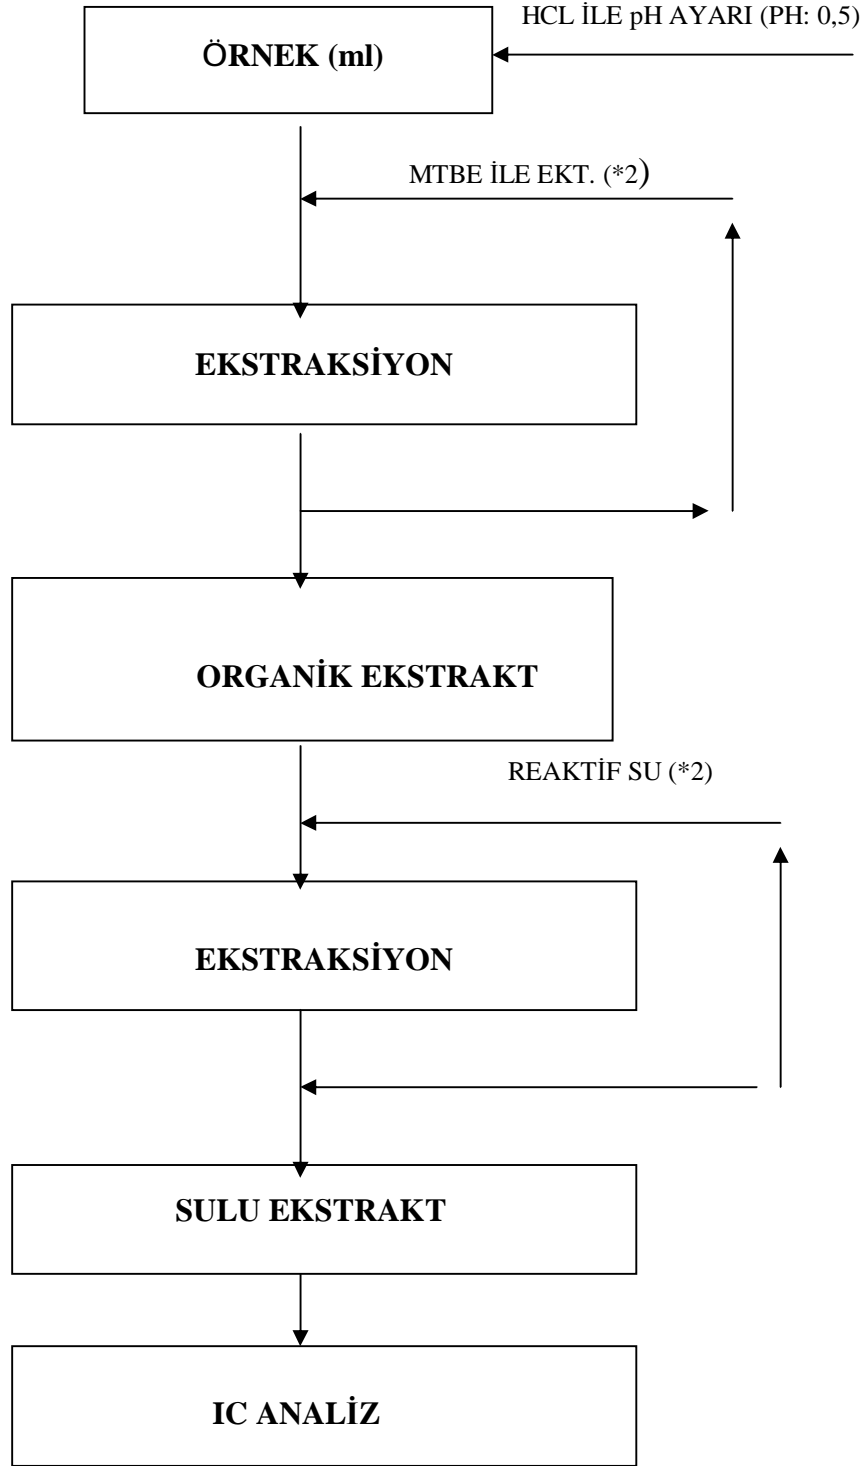 HCL İLE pH AYARI (PH: 0,5)
ÖRNEK (ml)
MTBE İLE EKT. (*2)
EKSTRAKSİYON
ORGANİK EKSTRAKT
REAKTİF SU (*2)
EKSTRAKSİYON
SULU EKSTRAKT
IC ANALİZ